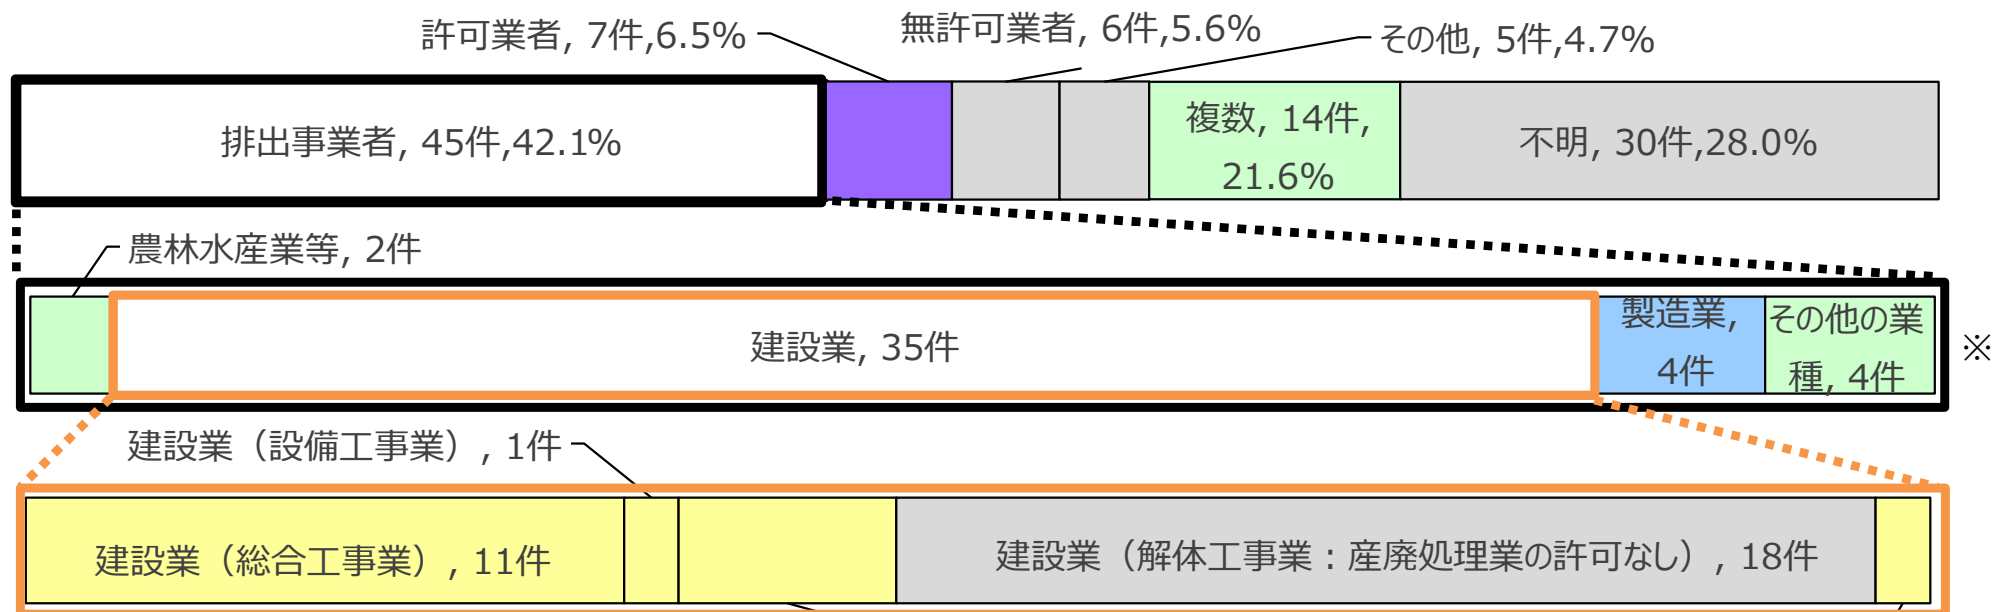 許可業者, 7件,6.5%
無許可業者, 6件,5.6%
その他, 5件,4.7%
排出事業者, 45件,42.1%
複数, 14件,
21.6%
不明, 30件,28.0%
農林水産業等, 2件
建設業, 35件
製造業,
4件
その他の業
種, 4件
※
建設業（設備工事業）, 1件
建設業（総合工事業）, 11件
建設業（解体工事業：産廃処理業の許可なし）, 18件